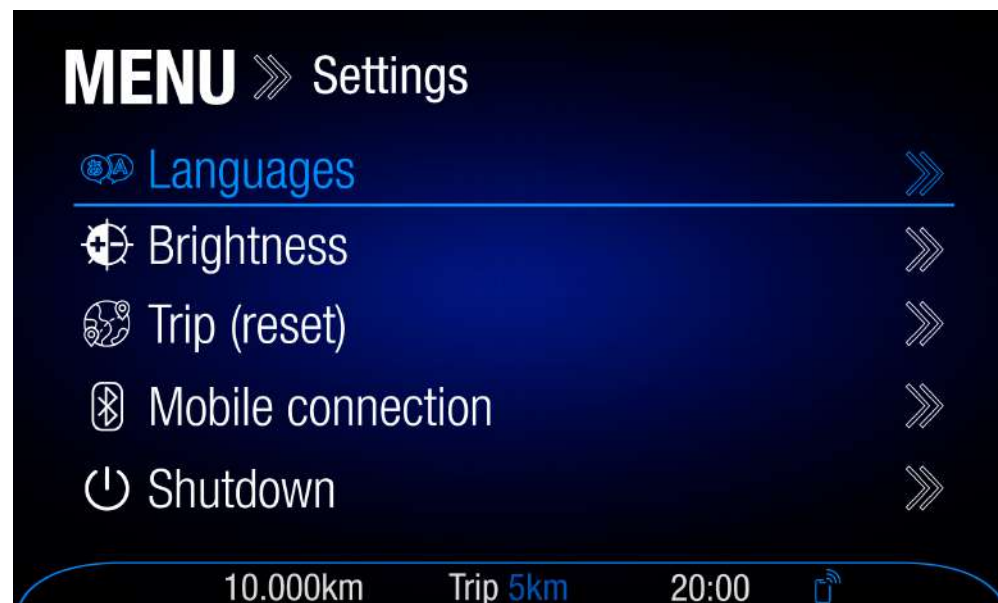 MENU Settings
Languages
Brightness
Trip (reset)
Mobile connection
Shutdown
10.000km Trip 5km 20:00